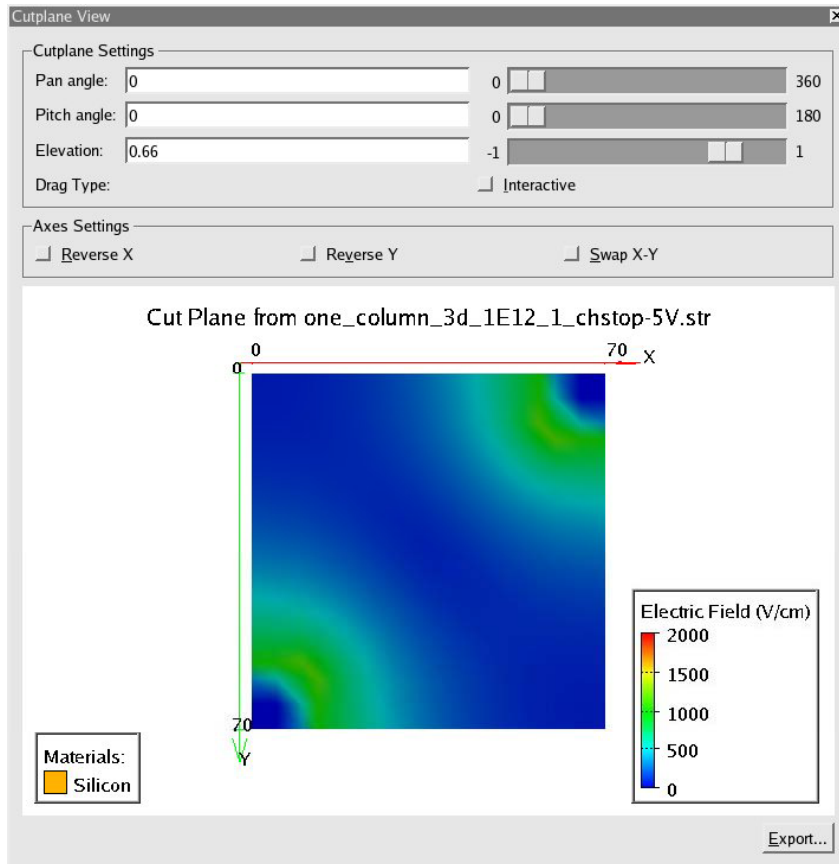 Cutplane View
Cutplane Settings
Pan angle: 0 0 360
Pitch angle: 0 0 180
Elevation: 0.66 -1 1
Drag Type: Interactive
Axes Settings
Reverse X Reverse Y Swap X-Y
Cut Plane from one_column_3d_1E12_1_chstop-5V.str
0 70 X
0
70
Y
Electric Field (V/cm)
2000
1500
1000
500
0
Materials:
Silicon
Export...